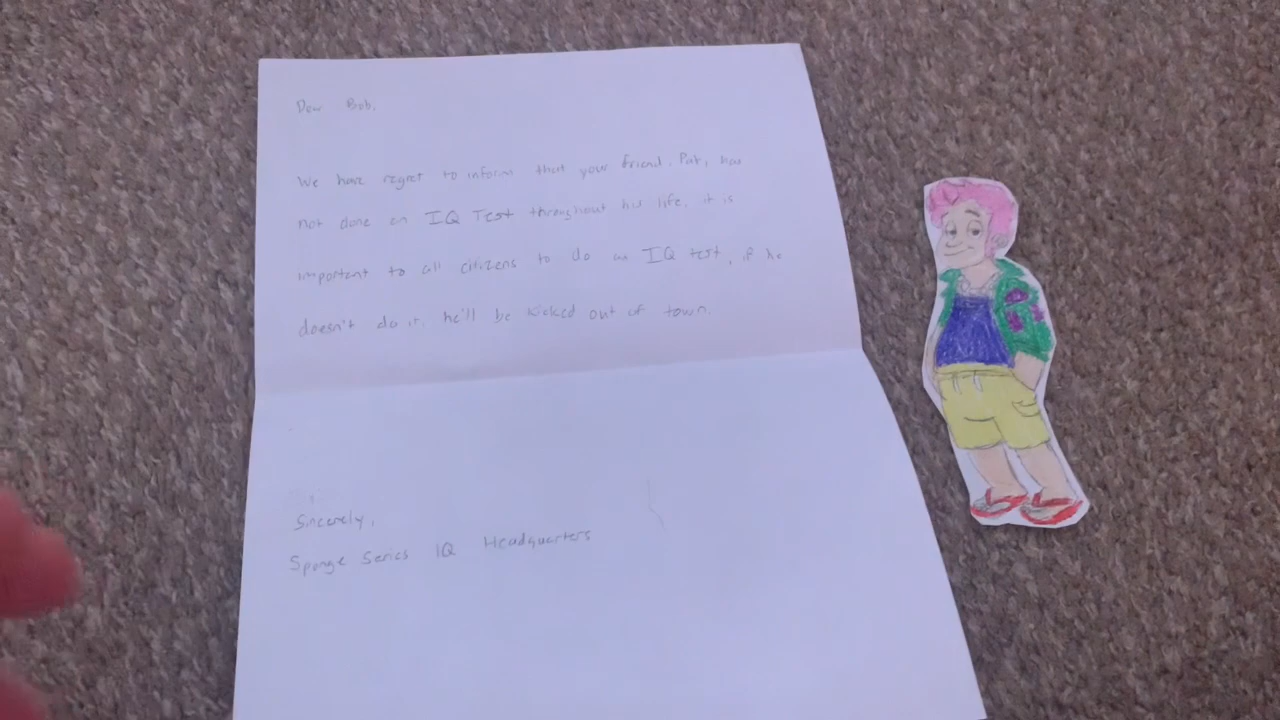 Dear Bob,
We have regret to inform that your friend, Pat, has
not done an IQ Test throughout his life, it is
important to all citizens to do an IQ test, if he
doesn't do it, he'll be kicked out of town.
Sincerely,
Sponge Series IQ Headquarters